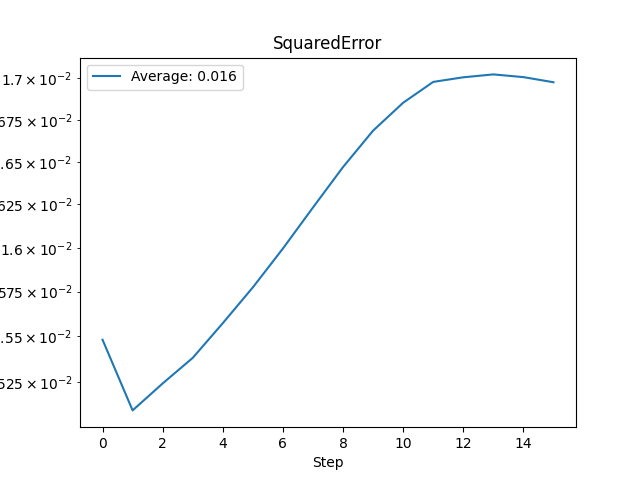 SquaredError
Average: 0.016
1.7 × 10⁻²
675 × 10⁻²
.65 × 10⁻²
625 × 10⁻²
1.6 × 10⁻²
575 × 10⁻²
.55 × 10⁻²
525 × 10⁻²
0 2 4 6 8 10 12 14
Step